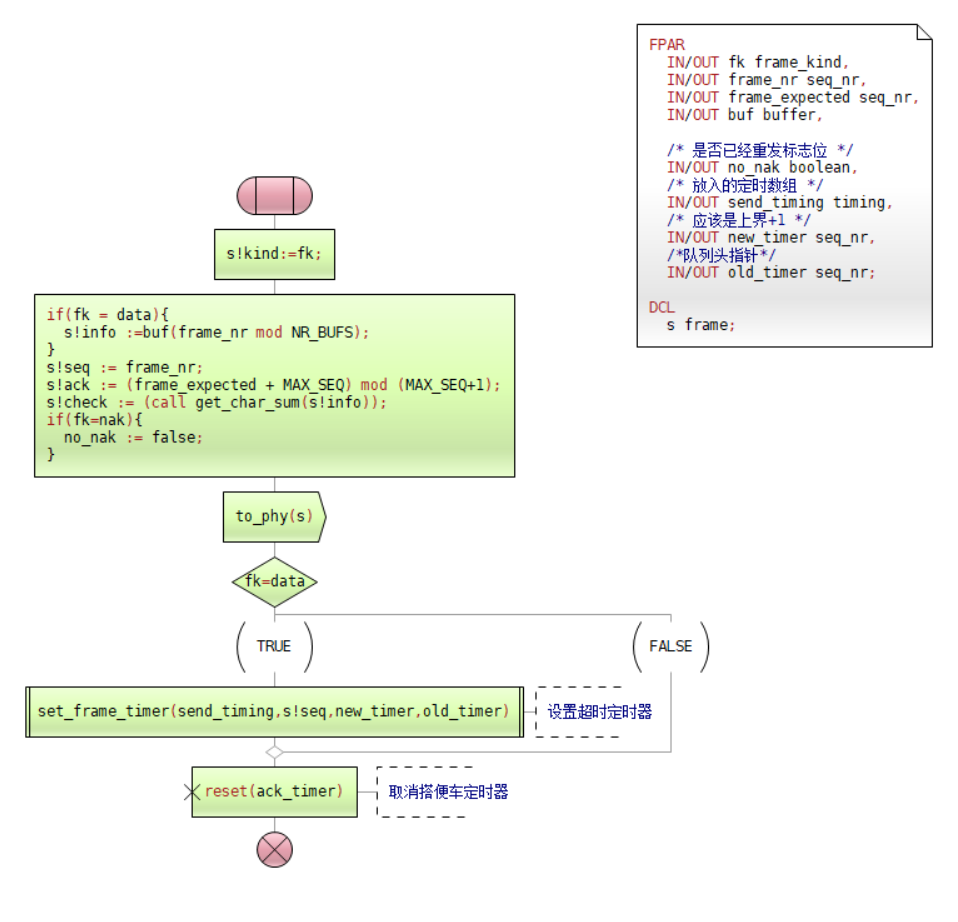 FPAR
IN/OUT fk frame_kind,
IN/OUT frame_nr seq_nr,
IN/OUT frame_expected seq_nr,
IN/OUT buf buffer,
/* 是否已经重发标志位 */
IN/OUT no_nak boolean,
/* 放入的定时数组 */
IN/OUT send_timing timing,
/* 应该是上界+1 */
IN/OUT new_timer seq_nr,
/*队列头指针*/
IN/OUT old_timer seq_nr;
DCL
s frame;
s!kind:=fk;
if(fk = data){
s!info :=buf(frame_nr mod NR_BUFS);
}
s!seq := frame_nr;
s!ack := (frame_expected + MAX_SEQ) mod (MAX_SEQ+1);
s!check := (call get_char_sum(s!info));
if(fk=nak){
no_nak := false;
}
to_phy(s)
fk=data
TRUE
FALSE
set_frame_timer(send_timing,s!seq,new_timer,old_timer)
设置超时定时器
reset(ack_timer)
取消搭便车定时器